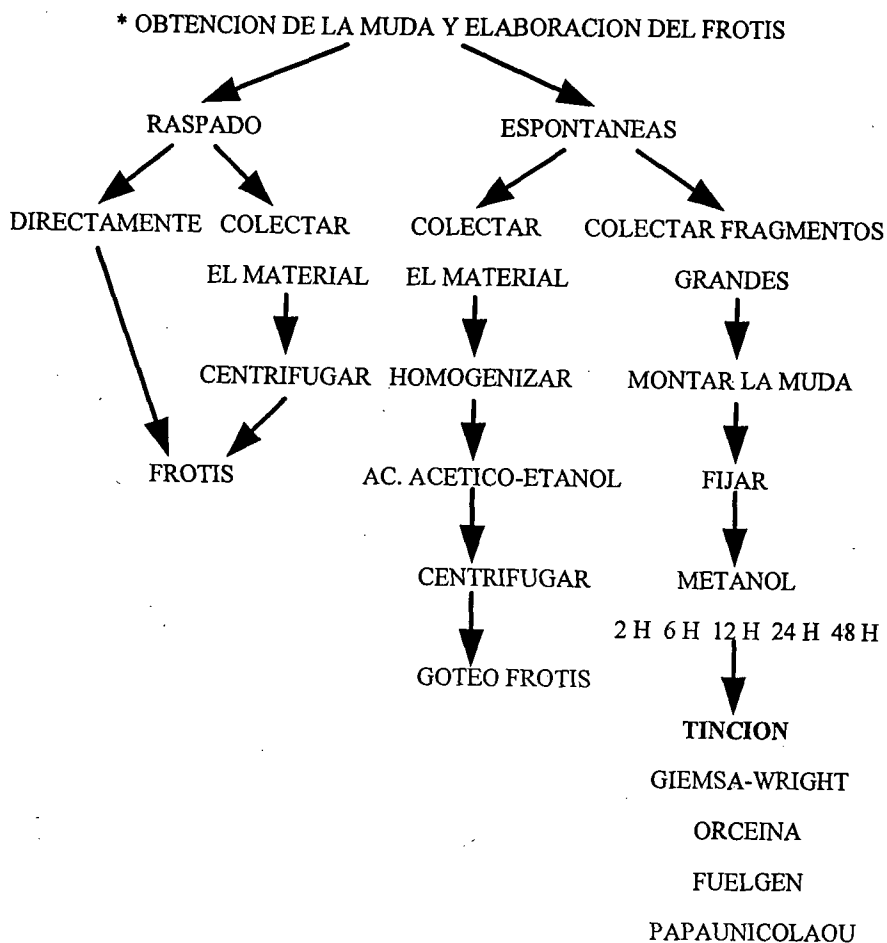 * OBTENCION DE LA MUDA Y ELABORACION DEL FROTIS
RASPADO
ESPONTANEAS
DIRECTAMENTE
COLECTAR
EL MATERIAL
COLECTAR
EL MATERIAL
COLECTAR FRAGMENTOS
GRANDES
CENTRIFUGAR
HOMOGENIZAR
MONTAR LA MUDA
FROTIS
AC. ACETICO-ETANOL
FIJAR
CENTRIFUGAR
METANOL
2 H 6 H 12 H 24 H 48 H
GOTEO FROTIS
TINCION
GIEMSA-WRIGHT
ORCEINA
FUELGEN
PAPAUNICOLAOU